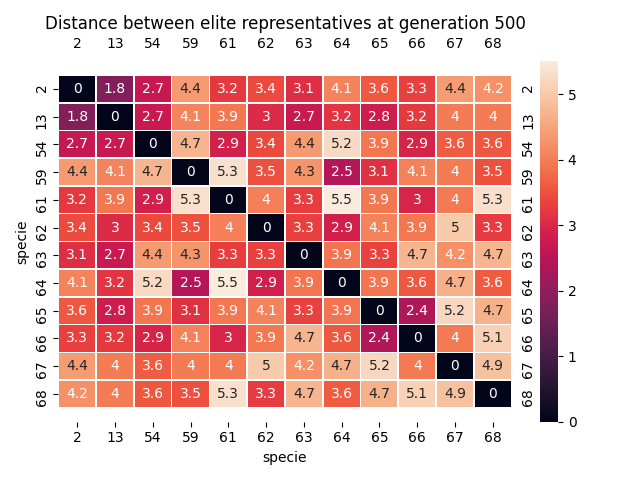 Distance between elite representatives at generation 500
2 13 54 59 61 62 63 64 65 66 67 68
2 0 1.8 2.7 4.4 3.2 3.4 3.1 4.1 3.6 3.3 4.4 4.2 2
13 1.8 0 2.7 4.1 3.9 3 2.7 3.2 2.8 3.2 4 4 13
54 2.7 2.7 0 4.7 2.9 3.4 4.4 5.2 3.9 2.9 3.6 3.6 54
59 4.4 4.1 4.7 0 5.3 3.5 4.3 2.5 3.1 4.1 4 3.5 59
61 3.2 3.9 2.9 5.3 0 4 3.3 5.5 3.9 3 4 5.3 61
62 3.4 3 3.4 3.5 4 0 3.3 2.9 4.1 3.9 5 3.3 62
63 3.1 2.7 4.4 4.3 3.3 3.3 0 3.9 3.3 4.7 4.2 4.7 63
64 4.1 3.2 5.2 2.5 5.5 2.9 3.9 0 3.9 3.6 4.7 3.6 64
65 3.6 2.8 3.9 3.1 3.9 4.1 3.3 3.9 0 2.4 5.2 4.7 65
66 3.3 3.2 2.9 4.1 3 3.9 4.7 3.6 2.4 0 4 5.1 66
67 4.4 4 3.6 4 4 5 4.2 4.7 5.2 4 0 4.9 67
68 4.2 4 3.6 3.5 5.3 3.3 4.7 3.6 4.7 5.1 4.9 0 68
2 13 54 59 61 62 63 64 65 66 67 68
specie
specie
5
4
3
2
1
0